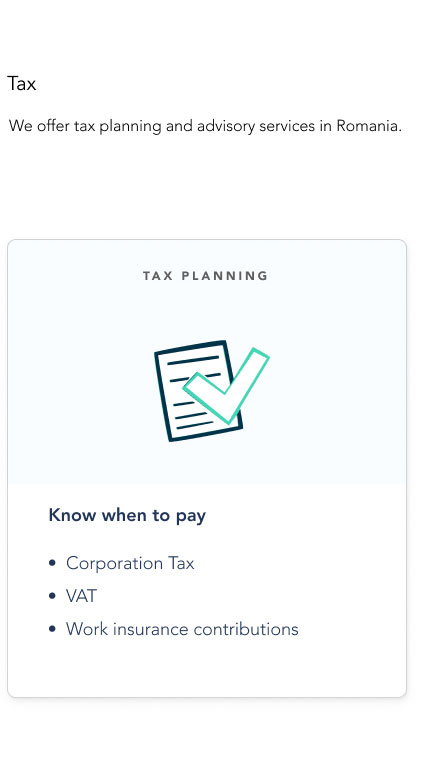 Tax
We offer tax planning and advisory services in Romania.
TAX PLANNING
Know when to pay
• Corporation Tax
• VAT
• Work insurance contributions